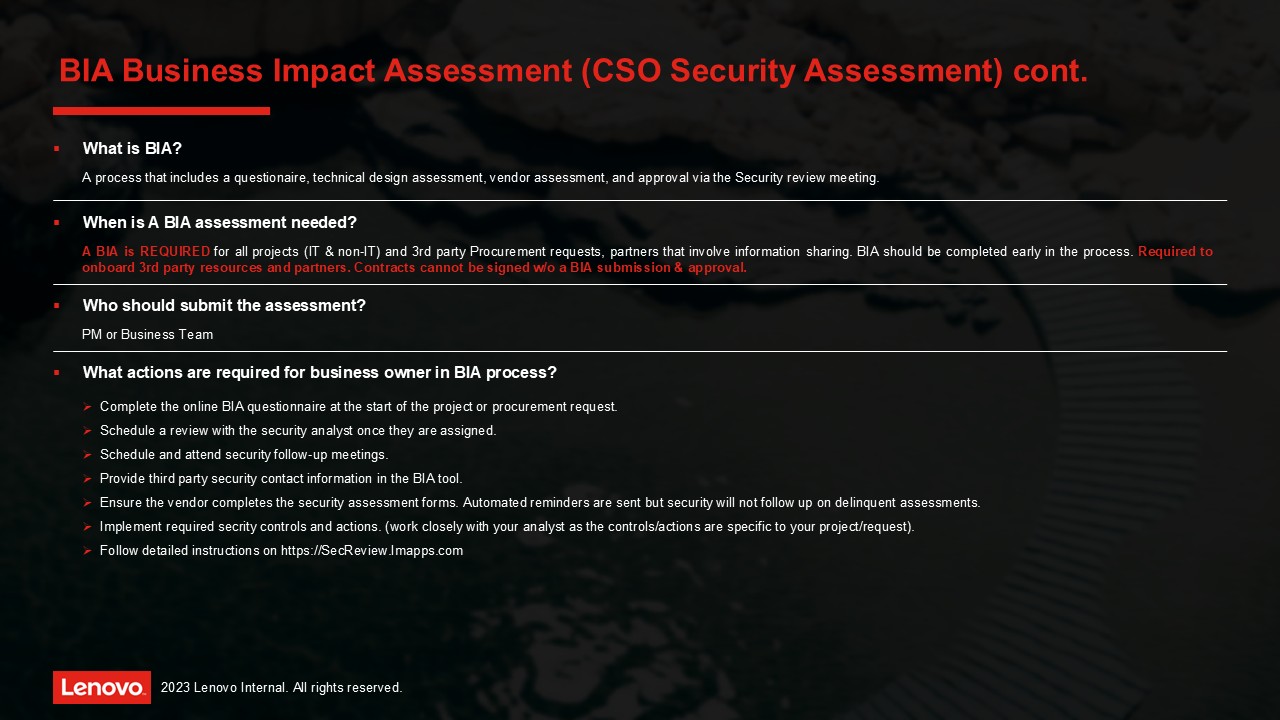 BIA Business Impact Assessment (CSO Security Assessment) cont.
What is BIA?
A process that includes a questionaire, technical design assessment, vendor assessment, and approval via the Security review meeting.
When is A BIA assessment needed?
A BIA is REQUIRED for all projects (IT & non-IT) and 3rd party Procurement requests, partners that involve information sharing. BIA should be completed early in the process. Required to
onboard 3rd party resources and partners. Contracts cannot be signed w/o a BIA submission & approval.
Who should submit the assessment?
PM or Business Team
What actions are required for business owner in BIA process?
Complete the online BIA questionnaire at the start of the project or procurement request.
Schedule a review with the security analyst once they are assigned.
Schedule and attend security follow-up meetings.
Provide third party security contact information in the BIA tool.
Ensure the vendor completes the security assessment forms. Automated reminders are sent but security will not follow up on delinquent assessments.
Implement required secrity controls and actions. (work closely with your analyst as the controls/actions are specific to your project/request).
Follow detailed instructions on https://SecReview.lmapps.com
Lenovo
2023 Lenovo Internal. All rights reserved.